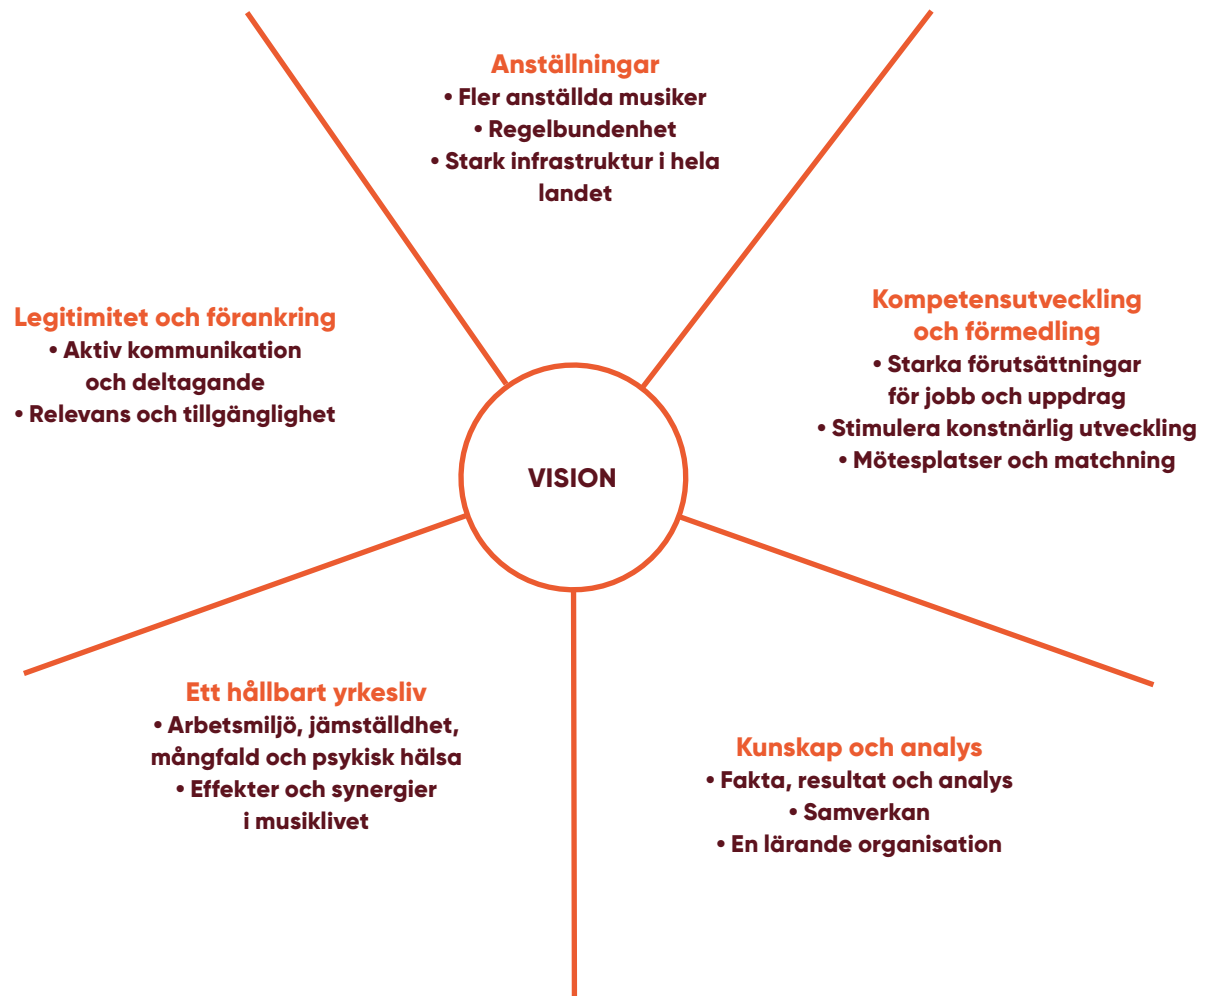 Anställningar
• Fler anställda musiker
• Regelbundenhet
• Stark infrastruktur i hela
landet
Kompetensutveckling
och förmedling
• Starka förutsättningar
för jobb och uppdrag
• Stimulera konstnärlig utveckling
• Mötesplatser och matchning
Legitimitet och förankring
• Aktiv kommunikation
och deltagande
• Relevans och tillgänglighet
VISION
Ett hållbart yrkesliv
• Arbetsmiljö, jämställdhet,
mångfald och psykisk hälsa
• Effekter och synergier
i musiklivet
Kunskap och analys
• Fakta, resultat och analys
• Samverkan
• En lärande organisation